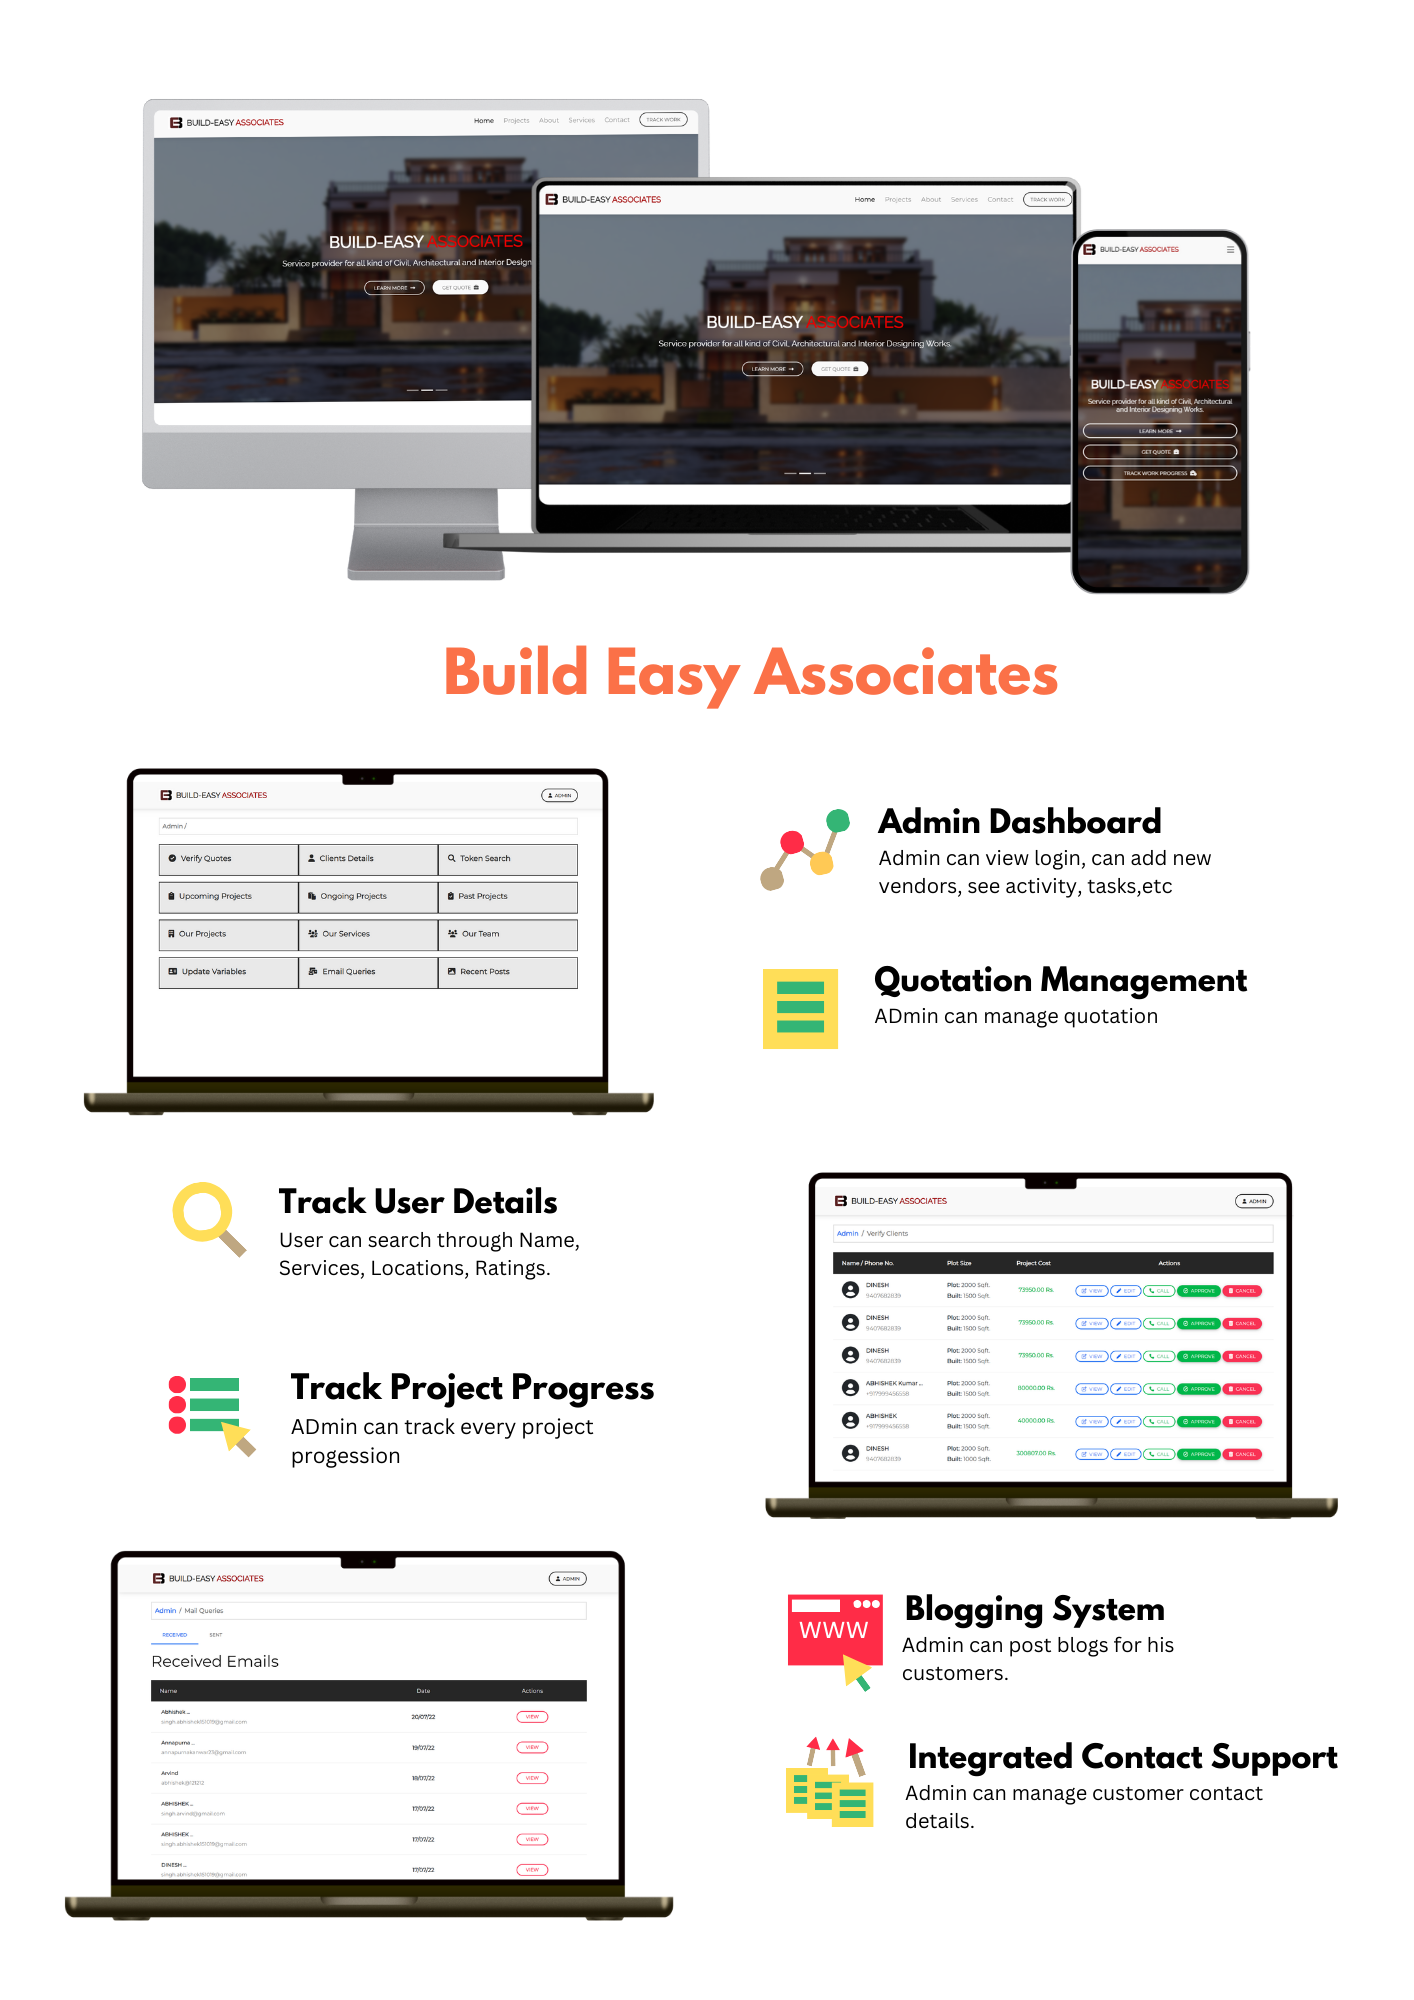 BUILD-EASY ASSOCIATES
Home Projects About Services Contact TRACK WORK
BUILD-EASY ASSOCIATES
Service provider for all kind of Civil, Architectural and Interior Design
LEARN MORE GET QUOTE
BUILD-EASY ASSOCIATES
Home Projects About Services Contact TRACK WORK
BUILD-EASY ASSOCIATES
Service provider for all kind of Civil, Architectural and Interior Designing Works.
LEARN MORE GET QUOTE
BUILD-EASY ASSOCIATES
BUILD-EASY ASSOCIATES
Service provider for all kind of Civil, Architectural
and Interior Designing Works.
LEARN MORE
GET QUOTE
TRACK WORK PROGRESS
Build Easy Associates
BUILD-EASY ASSOCIATES
ADMIN
Admin /
Verify Quotes Clients Details Token Search
Upcoming Projects Ongoing Projects Past Projects
Our Projects Our Services Our Team
Update Variables Email Queries Recent Posts
Admin Dashboard
Admin can view login, can add new
vendors, see activity, tasks,etc
Quotation Management
ADmin can manage quotation
Track User Details
User can search through Name,
Services, Locations, Ratings.
Track Project Progress
ADmin can track every project
progession
BUILD-EASY ASSOCIATES
ADMIN
Admin / Verify Clients
Name / Phone No. Plot Size Project Cost Actions
DINESH Plot: 2000 Sqft.
9407682839 Built: 1500 Sqft. 73950.00 Rs. VIEW EDIT CALL APPROVE CANCEL
DINESH Plot: 2000 Sqft.
9407682839 Built: 1500 Sqft. 73950.00 Rs. VIEW EDIT CALL APPROVE CANCEL
DINESH Plot: 2000 Sqft.
9407682839 Built: 1500 Sqft. 73950.00 Rs. VIEW EDIT CALL APPROVE CANCEL
ABHISHEK Kumar ... Plot: 2000 Sqft.
+917999456558 Built: 1500 Sqft. 80000.00 Rs. VIEW EDIT CALL APPROVE CANCEL
ABHISHEK Plot: 2000 Sqft.
+917999456558 Built: 1500 Sqft. 40000.00 Rs. VIEW EDIT CALL APPROVE CANCEL
DINESH Plot: 2000 Sqft.
9407682839 Built: 1000 Sqft. 300807.00 Rs. VIEW EDIT CALL APPROVE CANCEL
BUILD-EASY ASSOCIATES
ADMIN
Admin / Mail Queries
RECEIVED SENT
Received Emails
Name Date Actions
Abhishek ...
20/07/22 VIEW
Annapurna ...
19/07/22 VIEW
Arvind
abhishek@121212
18/07/22 VIEW
ABHISHEK ...
singh.arvind@gmail.com
17/07/22 VIEW
ABHISHEK ...
17/07/22 VIEW
DINESH ...
17/07/22 VIEW
WWW
Blogging System
Admin can post blogs for his
customers.
Integrated Contact Support
Admin can manage customer contact
details.